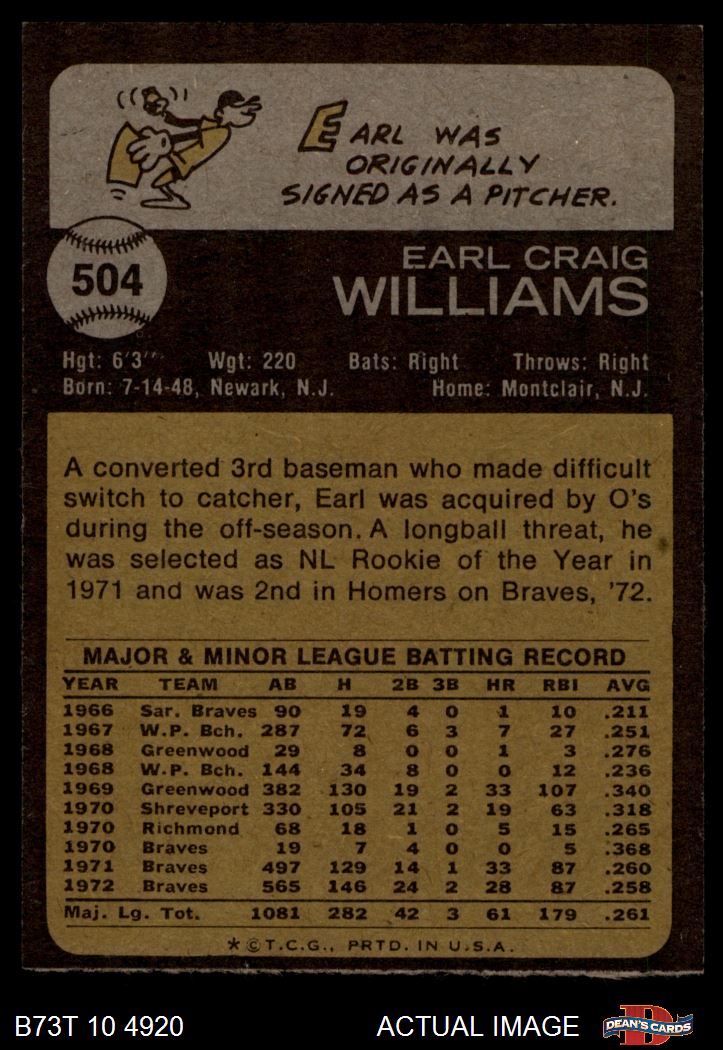 EARL WAS
ORIGINALLY
SIGNED AS A PITCHER.
504
EARL CRAIG
WILLIAMS
Hgt: 6'3" Wgt: 220 Bats: Right Throws: Right
Born: 7-14-48, Newark, N.J. Home: Montclair, N.J.
A converted 3rd baseman who made difficult
switch to catcher, Earl was acquired by O's
during the off-season. A longball threat, he
was selected as NL Rookie of the Year in
1971 and was 2nd in Homers on Braves, '72.
MAJOR & MINOR LEAGUE BATTING RECORD
YEAR TEAM AB H 2B 3B HR RBI AVG
1966 Sar. Braves 90 19 4 0 1 10 .211
1967 W.P. Bch. 287 72 6 3 7 27 .251
1968 Greenwood 29 8 0 0 1 3 .276
1968 W.P. Bch. 144 34 8 0 0 12 .236
1969 Greenwood 382 130 19 2 33 107 .340
1970 Shreveport 330 105 21 2 19 63 .318
1970 Richmond 68 18 1 0 5 15 .265
1970 Braves 19 7 4 0 0 5 .368
1971 Braves 497 129 14 1 33 87 .260
1972 Braves 565 146 24 2 28 87 .258
Maj. Lg. Tot. 1081 282 42 3 61 179 .261
*©T.C.G., PRTD. IN U.S.A.
B73T 10 4920 ACTUAL IMAGE D DEAN'S CARDS